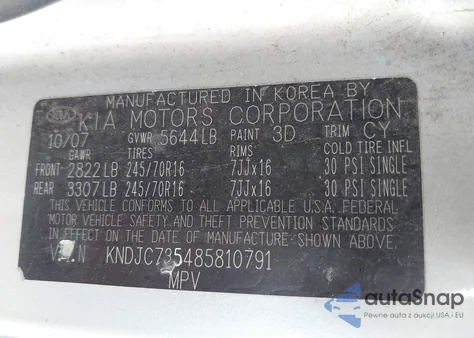 MANUFACTURED IN KOREA BY
KIA KIA MOTORS CORPORATION
10/07 GVWR 5644LB PAINT 3D TRIM CY
GAWR TIRES RIMS COLD TIRE INFL
FRONT 2822LB 245/70R16 7JJx16 30 PSI SINGLE
REAR 3307LB 245/70R16 7JJx16 30 PSI SINGLE
THIS VEHICLE CONFORMS TO ALL APPLICABLE U.S.A. FEDERAL
MOTOR VEHICLE SAFETY AND THEFT PREVENTION STANDARDS
IN EFFECT ON THE DATE OF MANUFACTURE SHOWN ABOVE.
KNDJC735485810791
MPV
autoSnap
Pewne auta z aukcji USA i EU